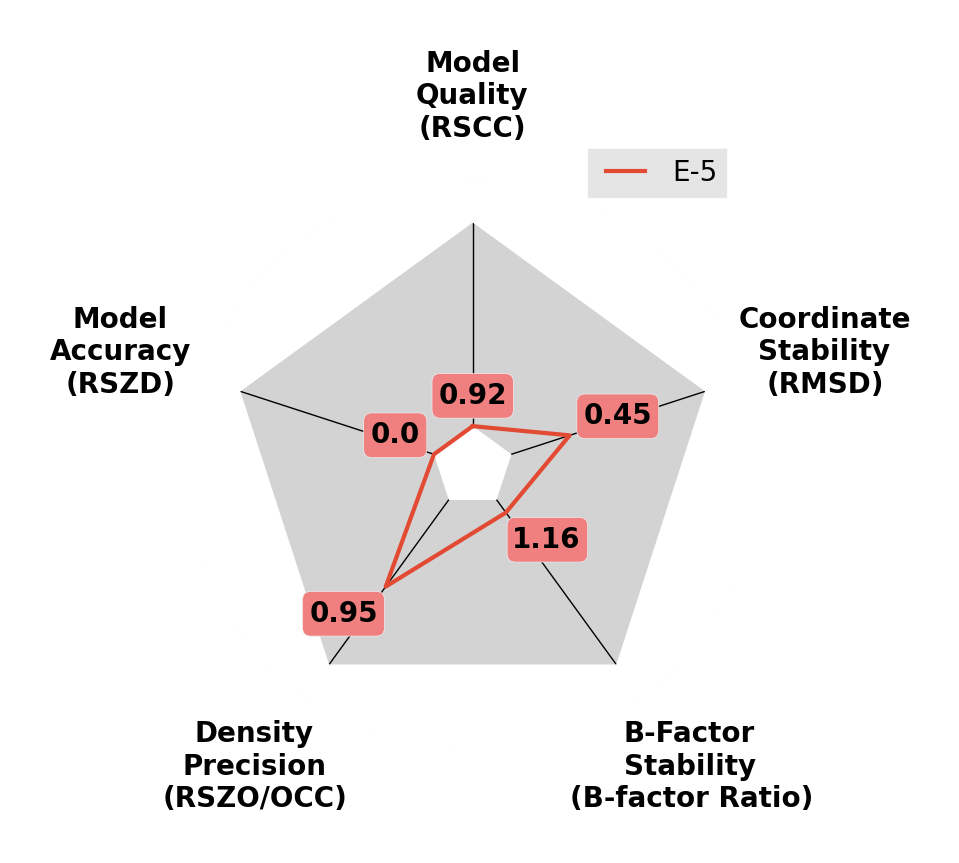 Model
Quality
(RSCC)
E-5
Model
Accuracy
(RSZD)
Coordinate
Stability
(RMSD)
0.92
0.45
0.0
1.16
0.95
Density
Precision
(RSZO/OCC)
B-Factor
Stability
(B-factor Ratio)